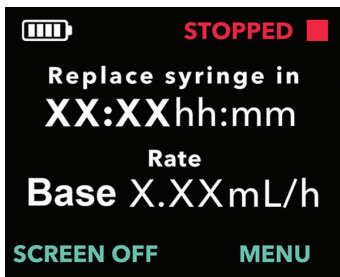 STOPPED
Replace syringe in
XX:XXhh:mm
Rate
Base X.XXmL/h
SCREEN OFF MENU